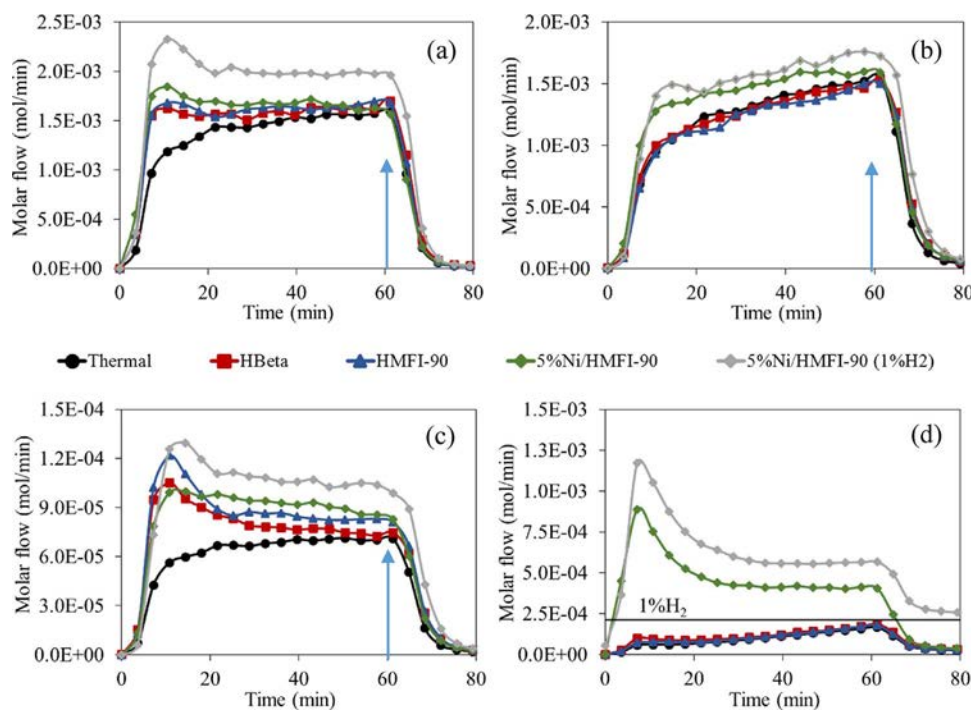 (a)
Molar flow (mol/min)
2.5E-03
2.0E-03
1.5E-03
1.0E-03
5.0E-04
0.0E+00
0 20 40 60 80
Time (min)
(b)
Molar flow (mol/min)
2.0E-03
1.5E-03
1.0E-03
5.0E-04
0.0E+00
0 20 40 60 80
Time (min)
Thermal HBeta HMFI-90 5%Ni/HMFI-90 5%Ni/HMFI-90 (1%H2)
(c)
Molar flow (mol/min)
1.5E-04
1.2E-04
9.0E-05
6.0E-05
3.0E-05
0.0E+00
0 20 40 60 80
Time (min)
(d)
Molar flow (mol/min)
1.5E-03
1.3E-03
1.0E-03
7.5E-04
5.0E-04
2.5E-04
0.0E+00
1%H₂
0 20 40 60 80
Time (min)